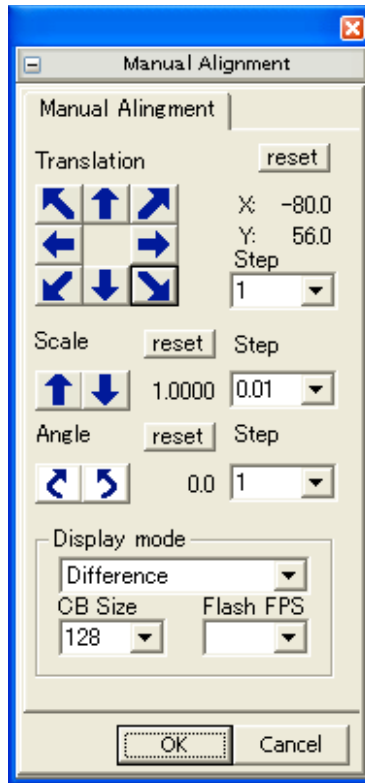 Manual Alignment
Manual Alingment
Translation reset
X: -80.0
Y: 56.0
Step
1
Scale reset Step
1.0000 0.01
Angle reset Step
0.0 1
Display mode
Difference
CB Size Flash FPS
128
OK Cancel